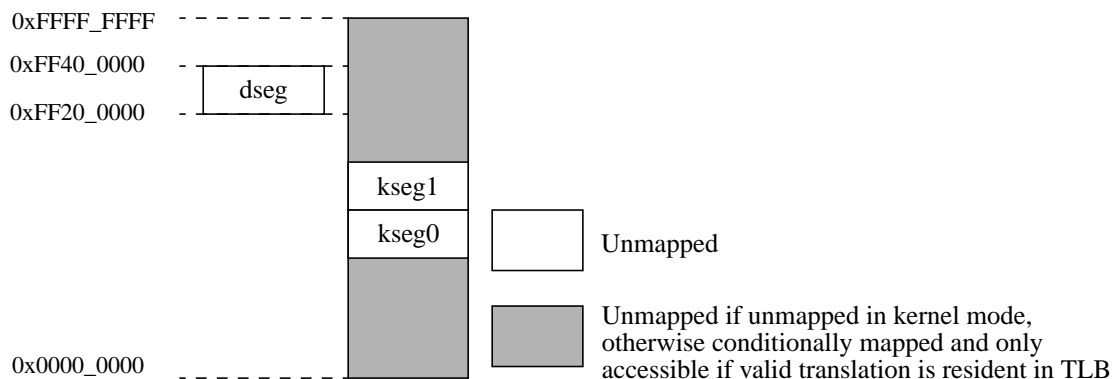 0xFFFF_FFFF
0xFF40_0000
dseg
0xFF20_0000
kseg1
kseg0
Unmapped
Unmapped if unmapped in kernel mode,
otherwise conditionally mapped and only
accessible if valid translation is resident in TLB
0x0000_0000